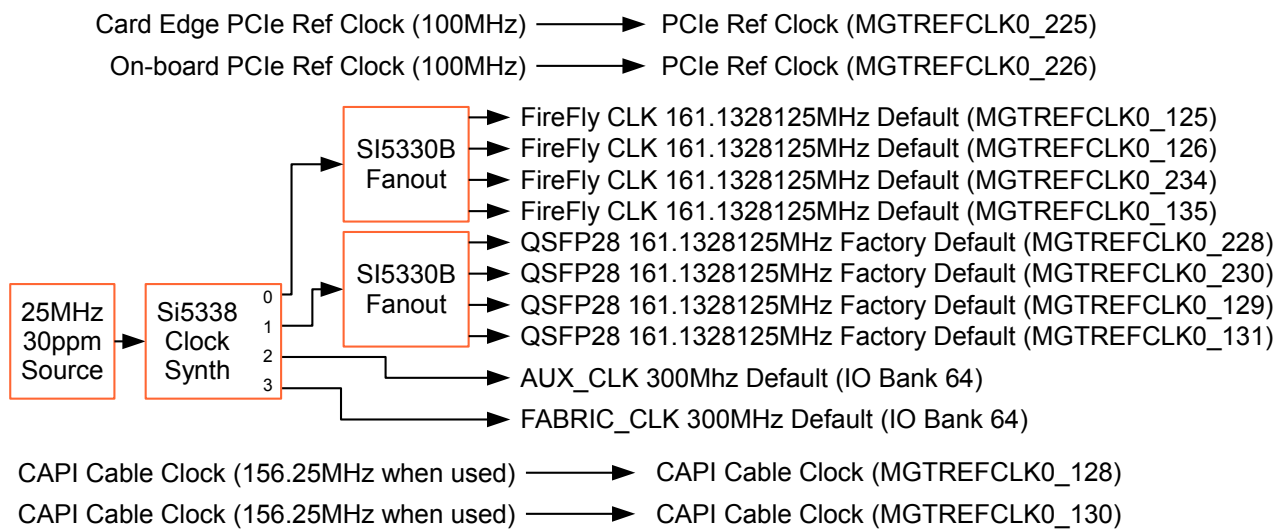 Card Edge PCIe Ref Clock (100MHz) PCIe Ref Clock (MGTREFCLK0_225)
On-board PCIe Ref Clock (100MHz) PCIe Ref Clock (MGTREFCLK0_226)
SI5330B
Fanout
FireFly CLK 161.1328125MHz Default (MGTREFCLK0_125)
FireFly CLK 161.1328125MHz Default (MGTREFCLK0_126)
FireFly CLK 161.1328125MHz Default (MGTREFCLK0_234)
FireFly CLK 161.1328125MHz Default (MGTREFCLK0_135)
SI5330B
Fanout
QSFP28 161.1328125MHz Factory Default (MGTREFCLK0_228)
QSFP28 161.1328125MHz Factory Default (MGTREFCLK0_230)
QSFP28 161.1328125MHz Factory Default (MGTREFCLK0_129)
QSFP28 161.1328125MHz Factory Default (MGTREFCLK0_131)
25MHz
30ppm
Source
Si5338
Clock
Synth
0
1
2
3
AUX_CLK 300Mhz Default (IO Bank 64)
FABRIC_CLK 300MHz Default (IO Bank 64)
CAPI Cable Clock (156.25MHz when used) CAPI Cable Clock (MGTREFCLK0_128)
CAPI Cable Clock (156.25MHz when used) CAPI Cable Clock (MGTREFCLK0_130)